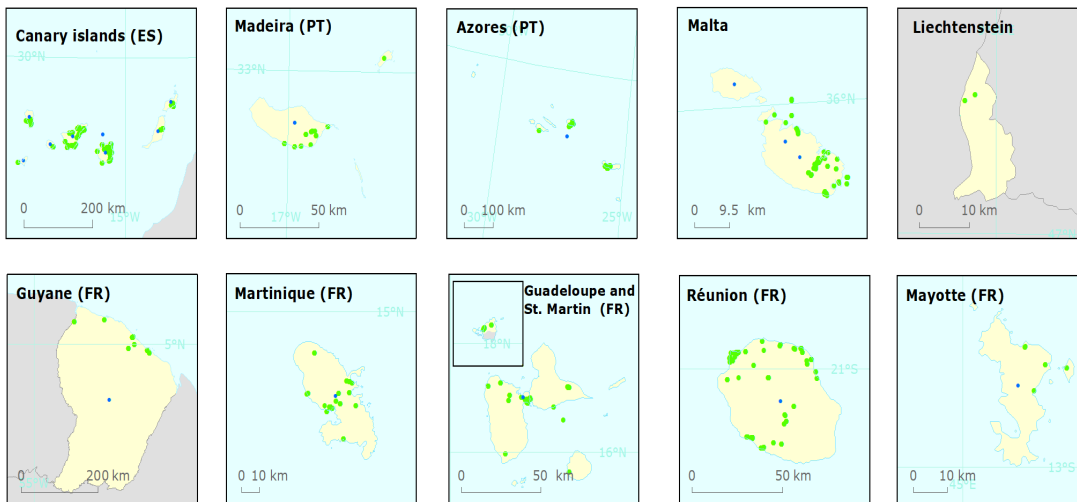 Canary islands (ES)
30°N
0 200 km
15°W
Madeira (PT)
33°N
0 50 km
17°W
Azores (PT)
0 100 km
30°W
25°W
Malta
36°N
0 9.5 km
Liechtenstein
0 10 km
Guyane (FR)
5°N
0 200 km
Martinique (FR)
15°N
0 10 km
Guadeloupe and
St. Martin (FR)
18°N
16°N
0 50 km
Réunion (FR)
21°S
0 50 km
Mayotte (FR)
13°S
0 10 km
45°E